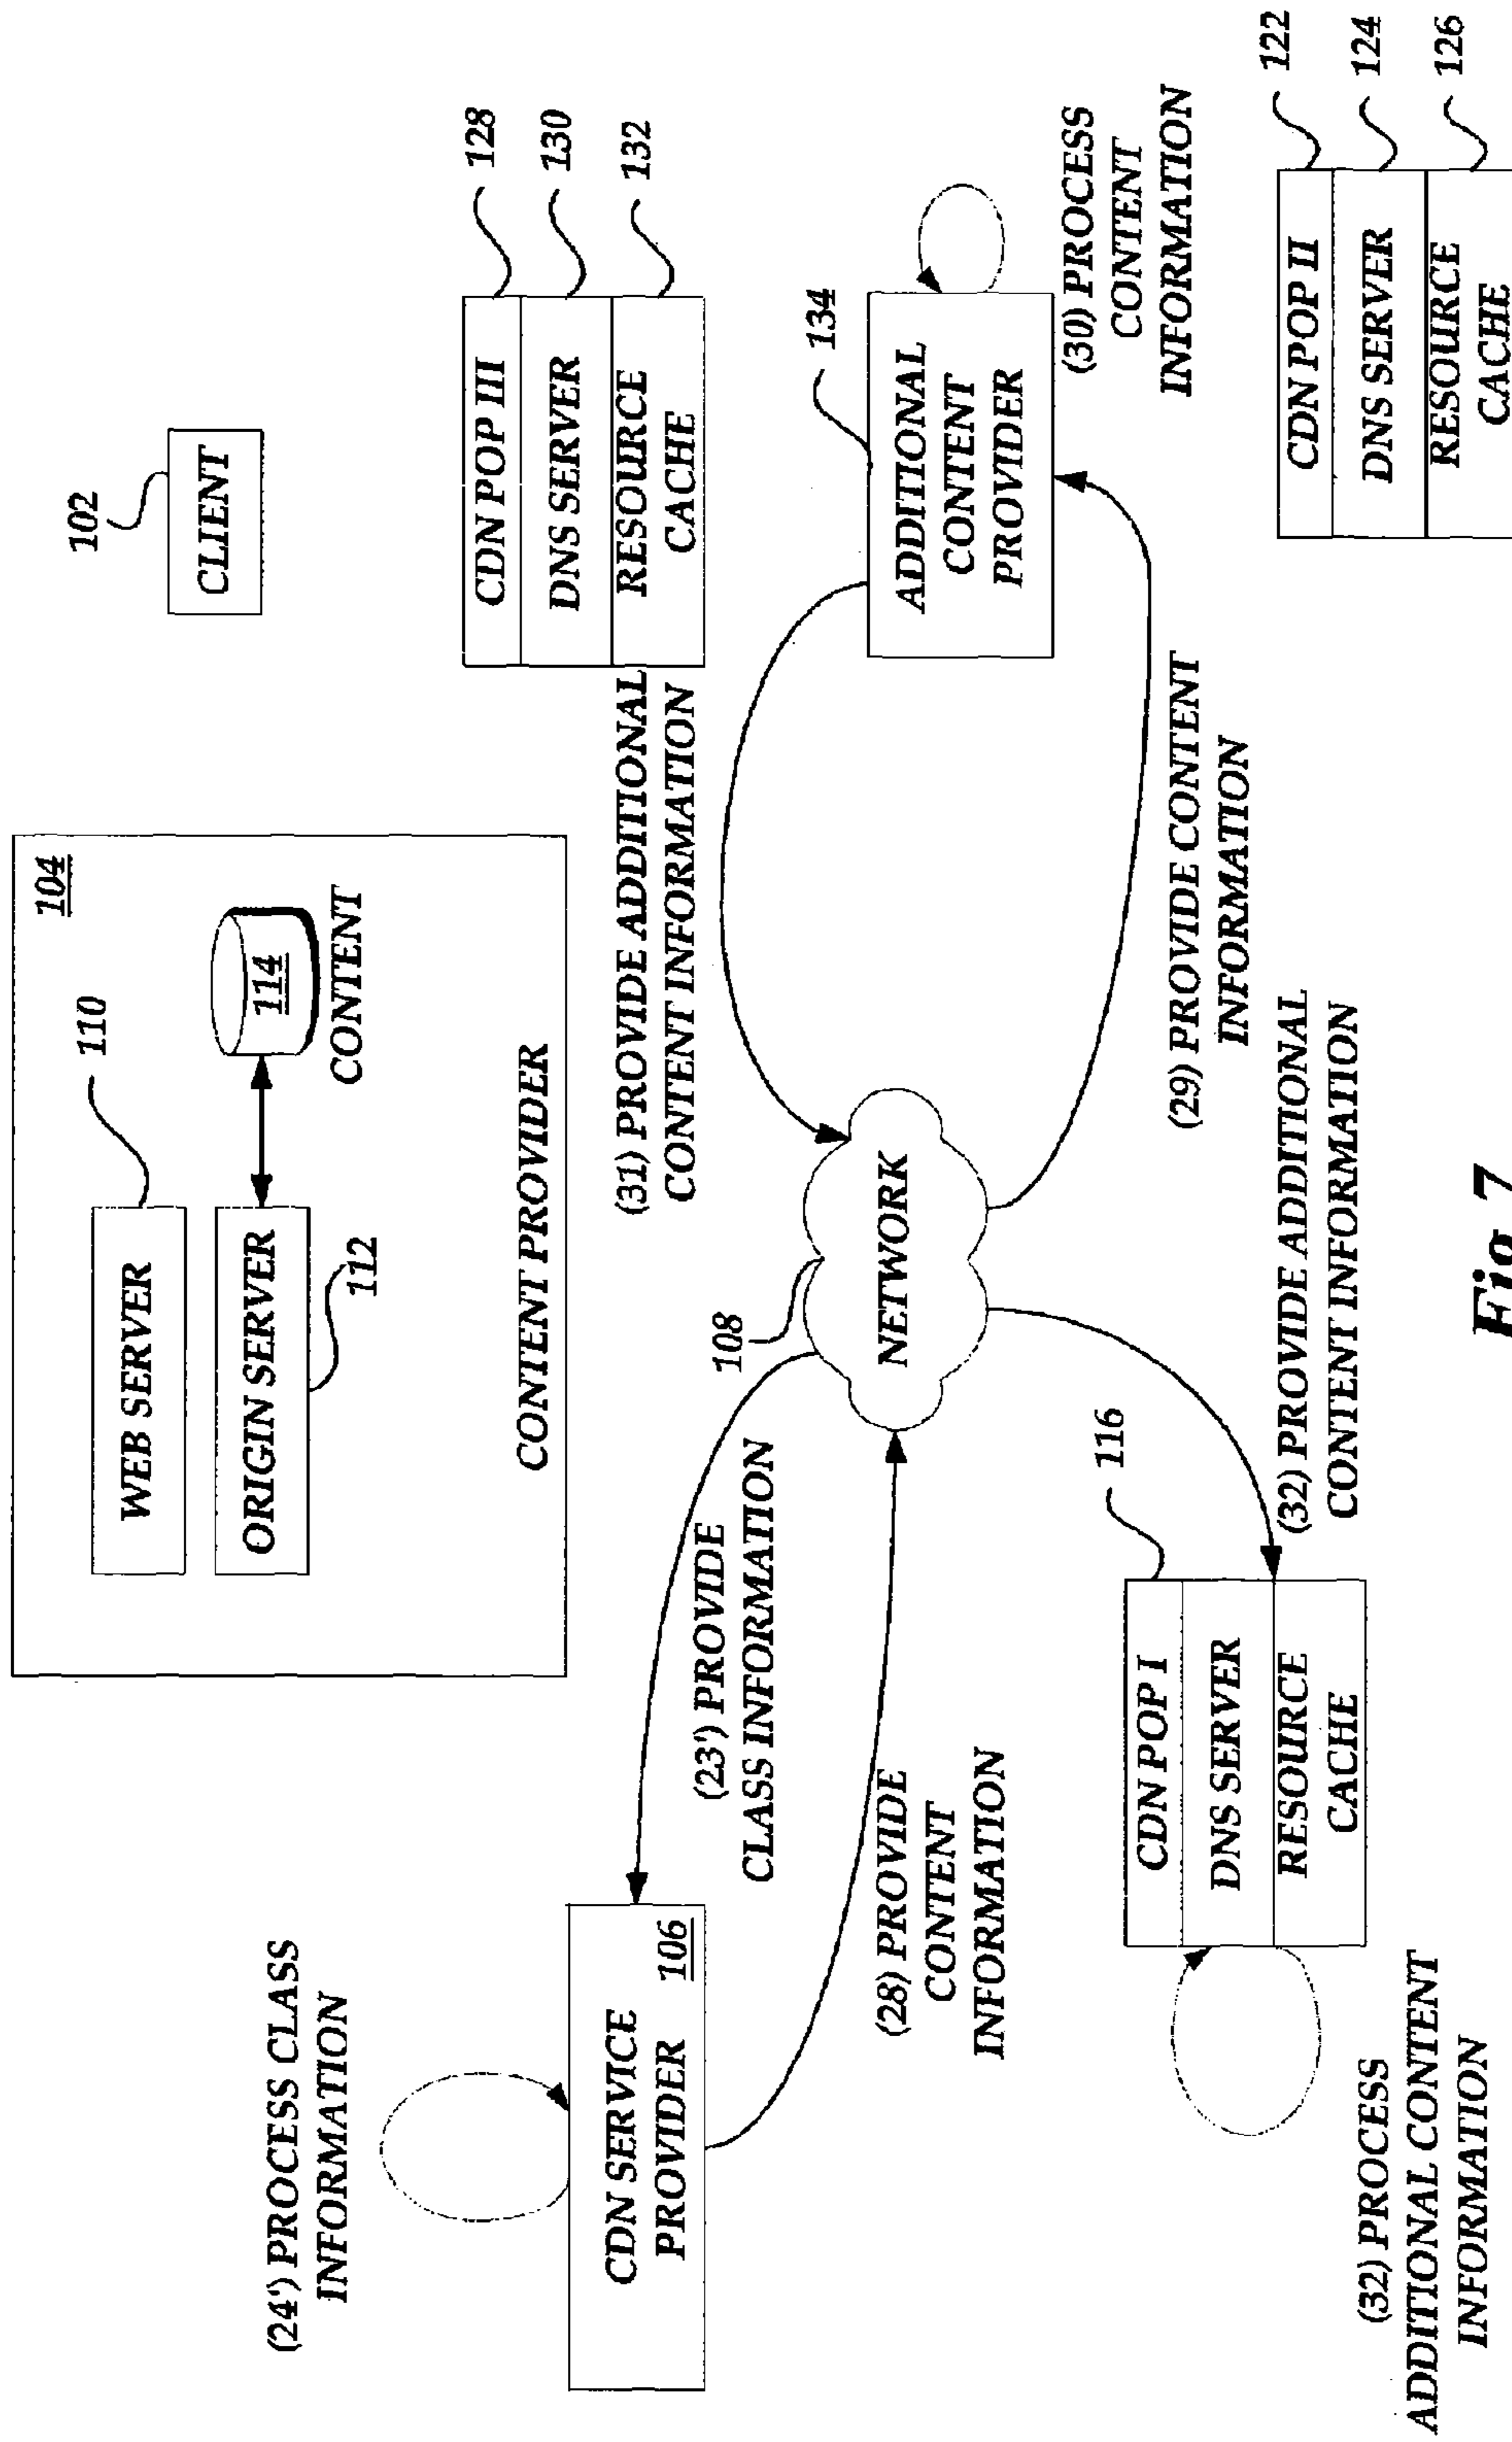 104
WEB SERVER
110
ORIGIN SERVER
112
114
CONTENT
CONTENT PROVIDER
102
CLIENT
(24') PROCESS CLASS
INFORMATION
CDN SERVICE
PROVIDER
106
(23') PROVIDE
CLASS INFORMATION
(28) PROVIDE
CONTENT
INFORMATION
108
NETWORK
(31) PROVIDE ADDITIONAL
CONTENT INFORMATION
CDN POP III
128
DNS SERVER
130
RESOURCE
CACHE
132
134
ADDITIONAL
CONTENT
PROVIDER
(30) PROCESS
CONTENT
INFORMATION
(29) PROVIDE CONTENT
INFORMATION
116
CDN POP I
DNS SERVER
RESOURCE
CACHE
(32) PROVIDE ADDITIONAL
CONTENT INFORMATION
(32) PROCESS
ADDITIONAL CONTENT
INFORMATION
CDN POP II
122
DNS SERVER
124
RESOURCE
CACHE
126
Fig. 7